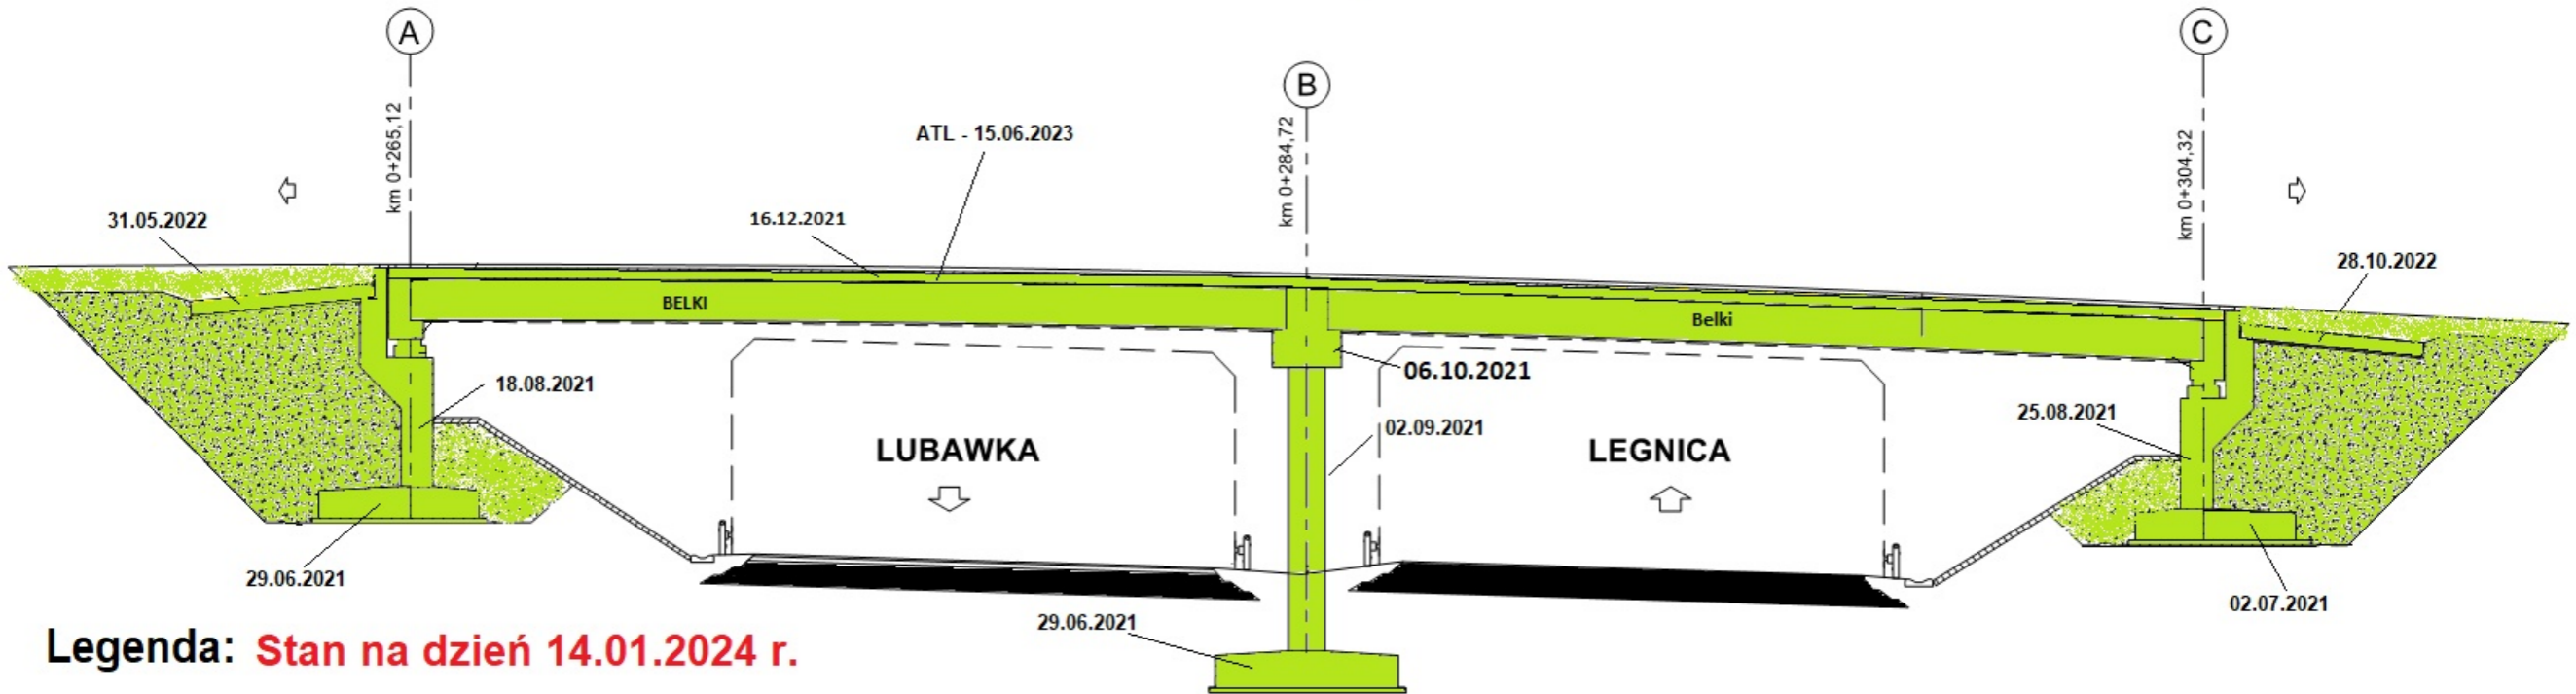 A
B
C
km 0+265,12
km 0+284,72
km 0+304,32
ATL - 15.06.2023
31.05.2022
16.12.2021
28.10.2022
BELKI
Belki
06.10.2021
18.08.2021
25.08.2021
02.09.2021
LUBAWKA
LEGNICA
29.06.2021
02.07.2021
29.06.2021
Legenda: Stan na dzień 14.01.2024 r.